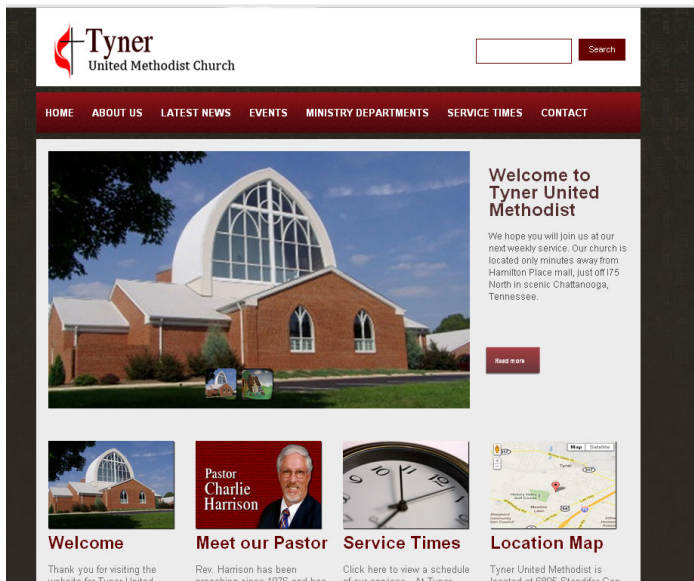 Tyner
United Methodist Church
Search
HOME ABOUT US LATEST NEWS EVENTS MINISTRY DEPARTMENTS SERVICE TIMES CONTACT
Welcome to
Tyner United
Methodist
We hope you will join us at our
next weekly service. Our church is
located only minutes away from
Hamilton Place mall, just off I75
North in scenic Chattanooga,
Tennessee.
Read more
Pastor
Charlie
Harrison
Map Satellite
Tyner
Welcome
Meet our Pastor
Service Times
Location Map
Thank you for visiting the
Rev. Harrison has been
Click here to view a schedule
Tyner United Methodist is